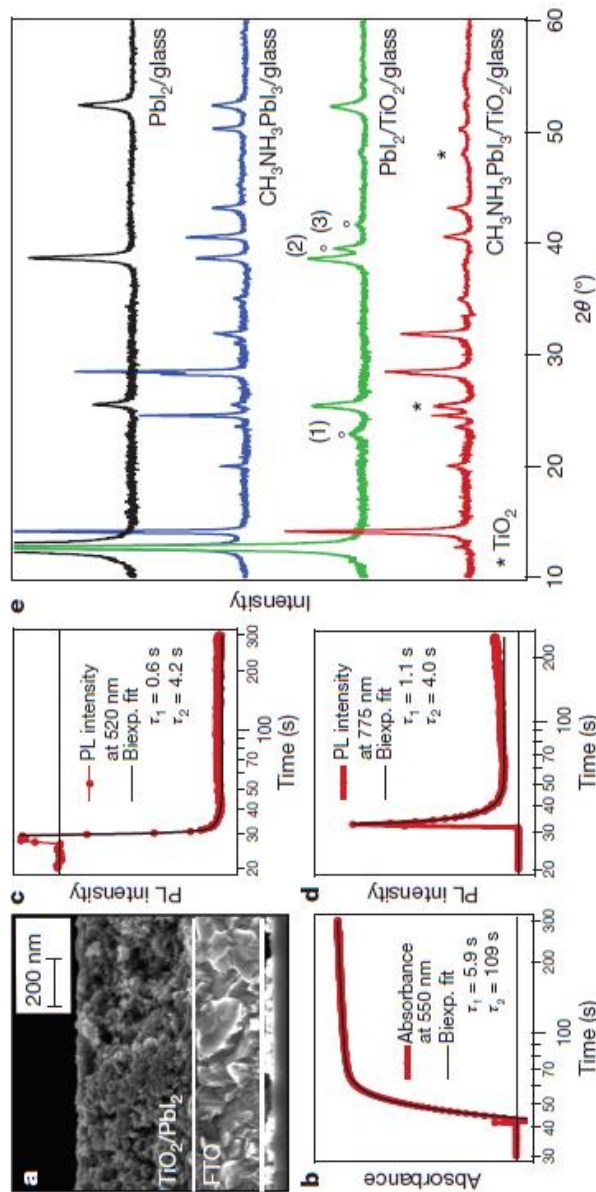 a
200 nm
TiO₂/PbI₂
FTO
b
Absorbance
Absorbance
at 550 nm
Biexp. fit
τ₁ = 5.9 s
τ₂ = 109 s
30 40 50 70 100 200 300
Time (s)
c
PL intensity
PL intensity
at 520 nm
Biexp. fit
τ₁ = 0.6 s
τ₂ = 4.2 s
20 30 40 50 70 100 200 300
Time (s)
d
PL intensity
PL intensity
at 775 nm
Biexp. fit
τ₁ = 1.1 s
τ₂ = 4.0 s
20 30 40 50 70 100 200
Time (s)
e
Intensity
PbI₂/glass
CH₃NH₃PbI₃/glass
(1)
(2)
(3)
PbI₂/TiO₂/glass
*
*
CH₃NH₃PbI₃/TiO₂/glass
* TiO₂
10 20 30 40 50 60
2θ (°)